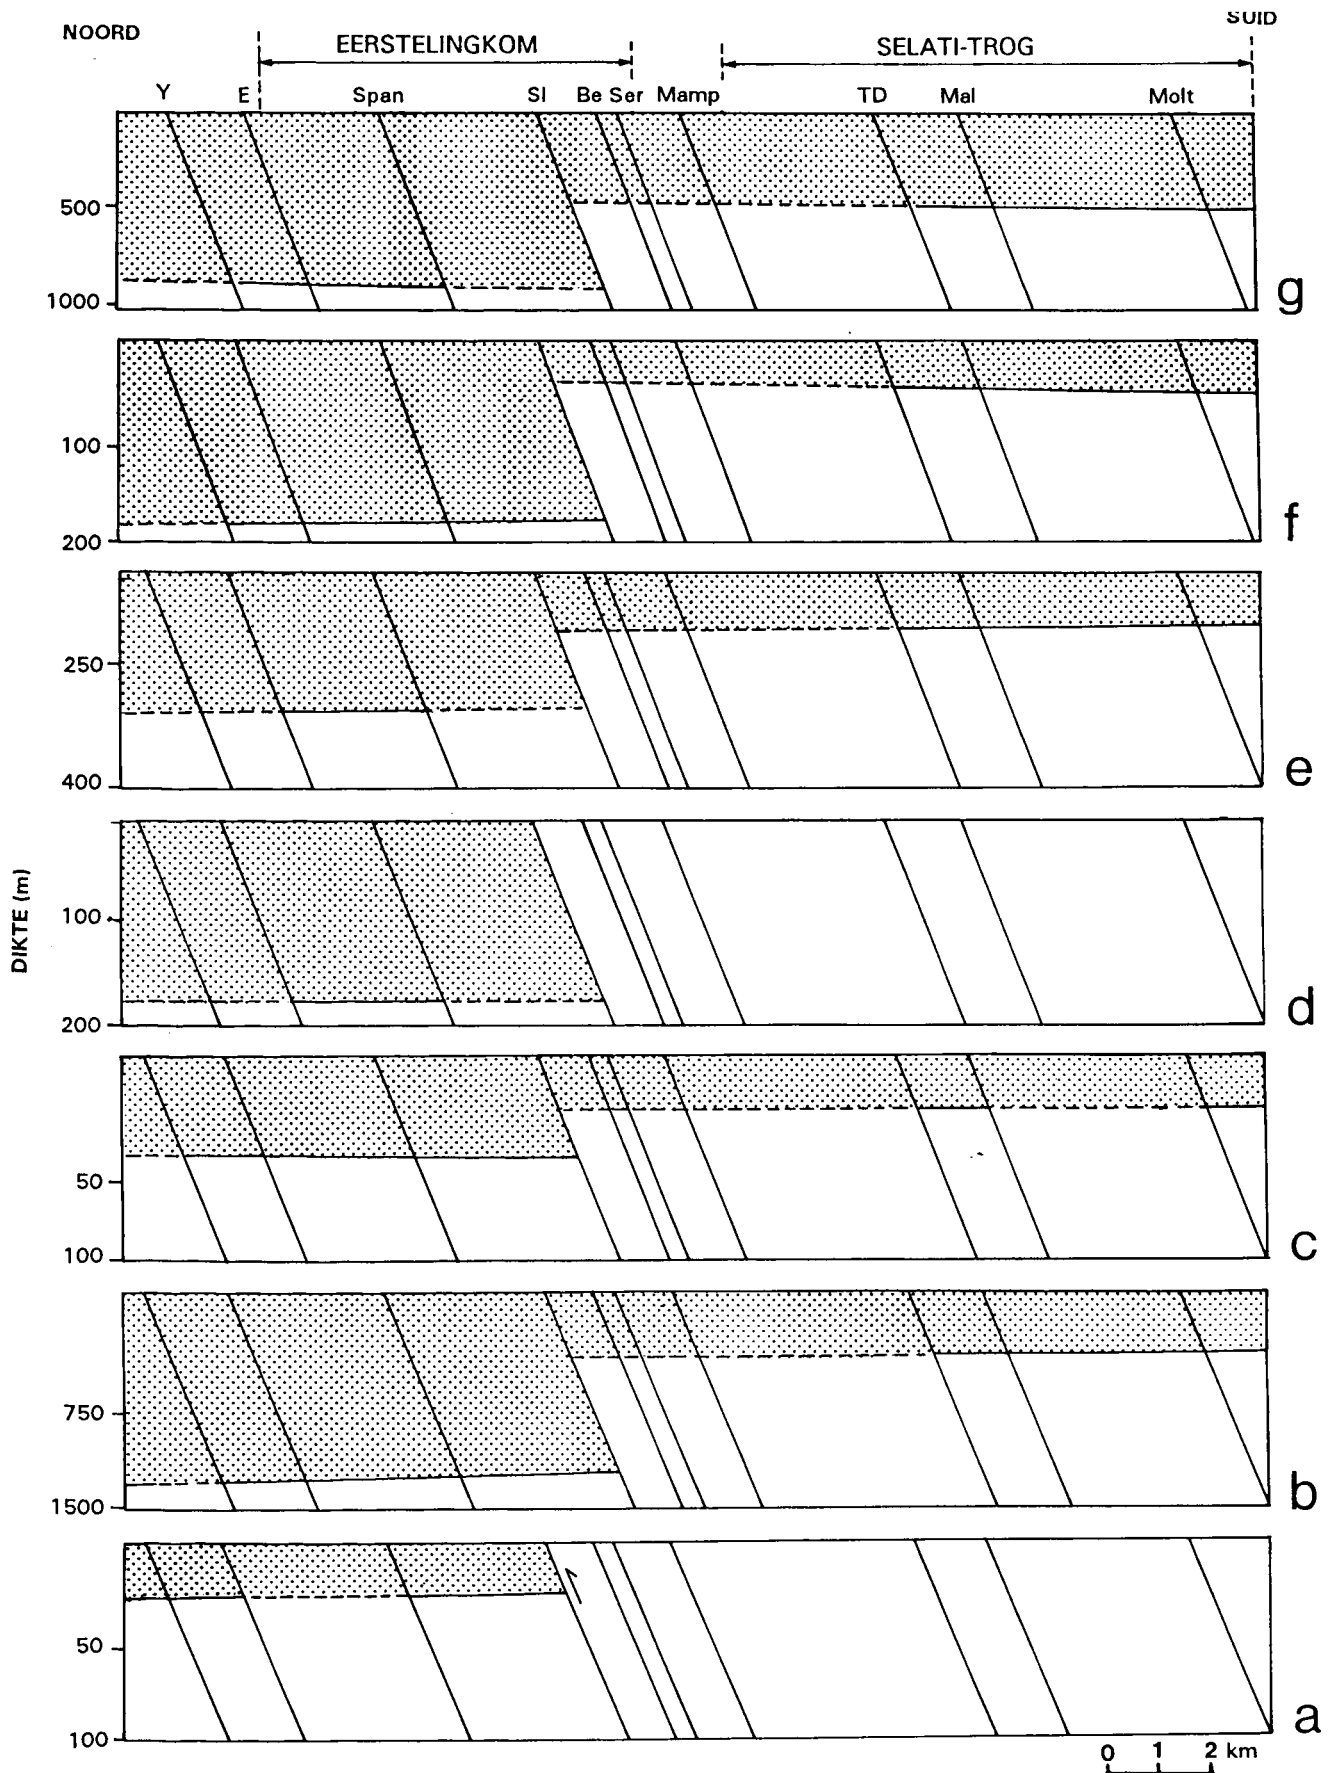 NOORD
SUID
EERSTELINGKOM
SELATI-TROG
Y E Span SI Be Ser Mamp TD Mal Molt
500
1000
g
100
200
f
250
400
e
DIKTE (m)
100
200
d
50
100
c
750
1500
b
50
100
a
0 1 2 km